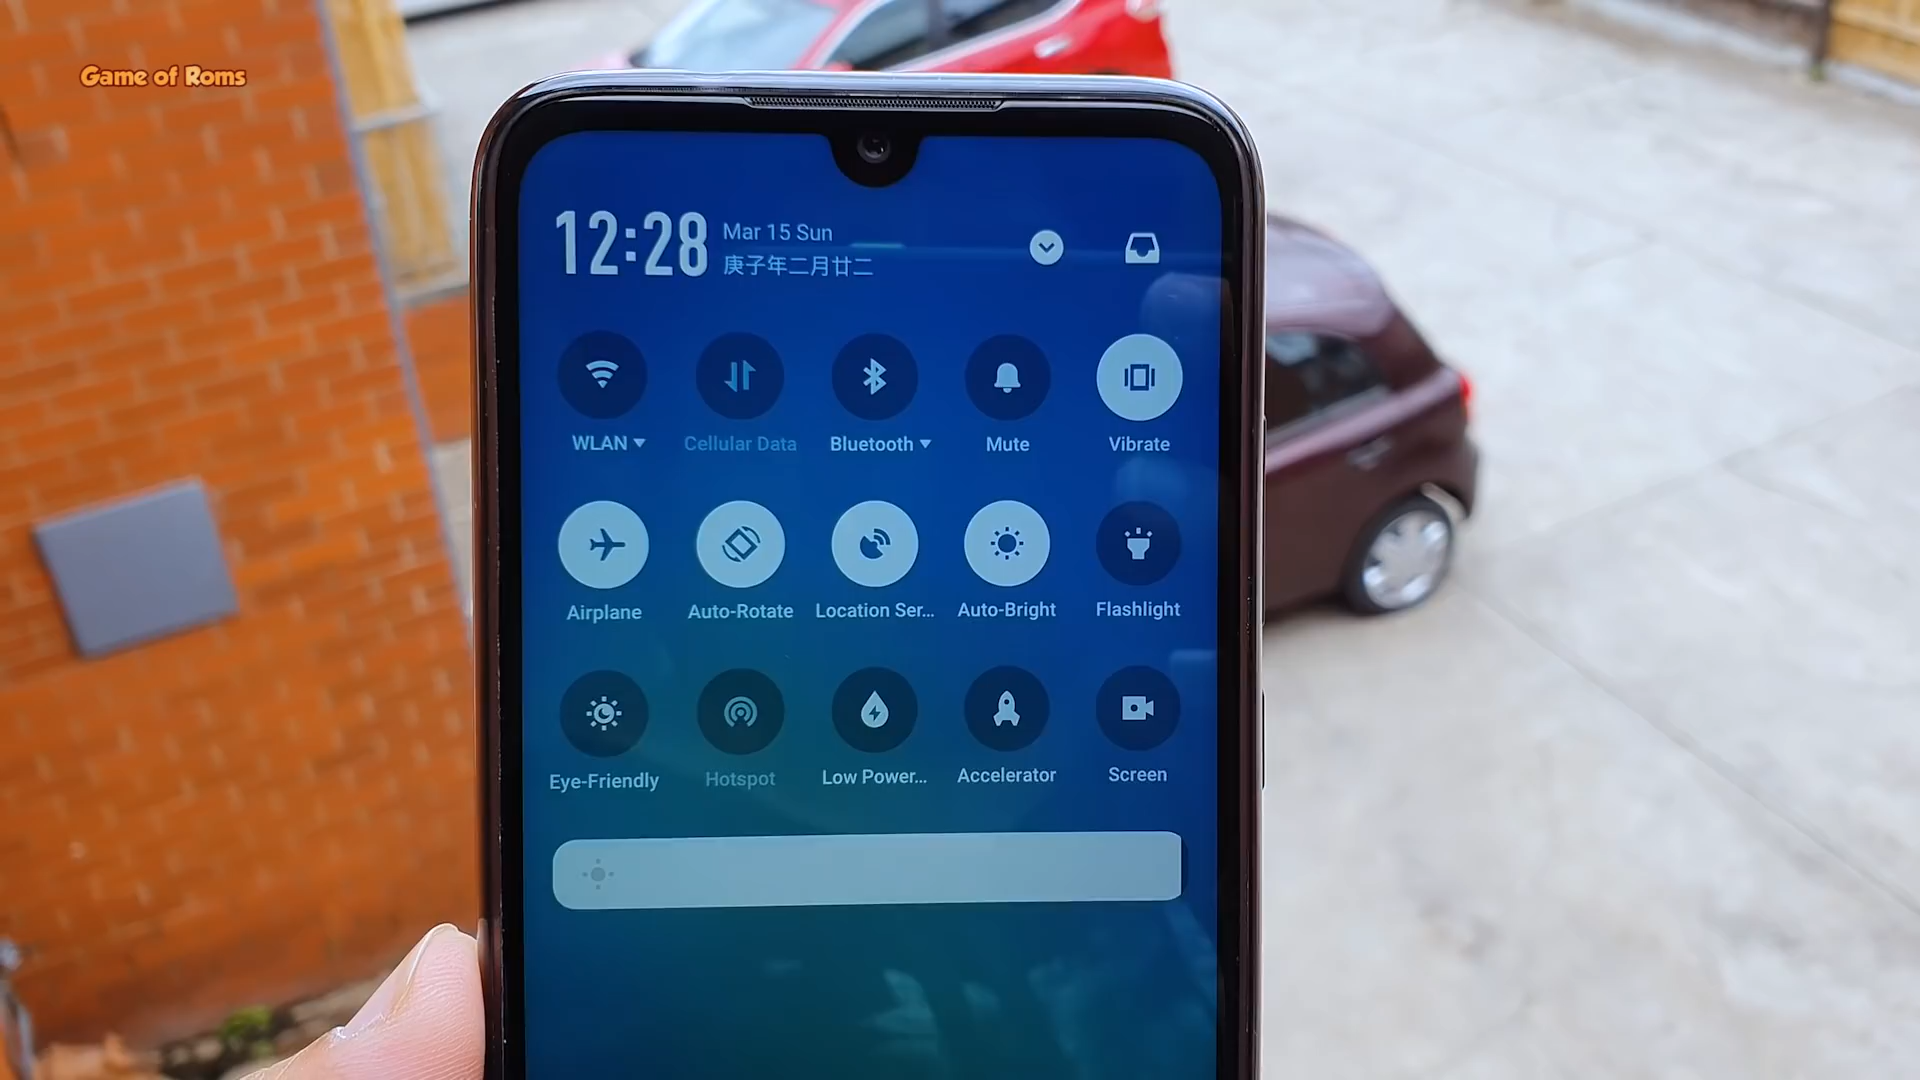 Game of Roms
12:28
Mar 15 Sun
庚子年二月廿二
WLAN
Cellular Data
Bluetooth
Mute
Vibrate
Airplane
Auto-Rotate
Location Ser...
Auto-Bright
Flashlight
Eye-Friendly
Hotspot
Low Power...
Accelerator
Screen